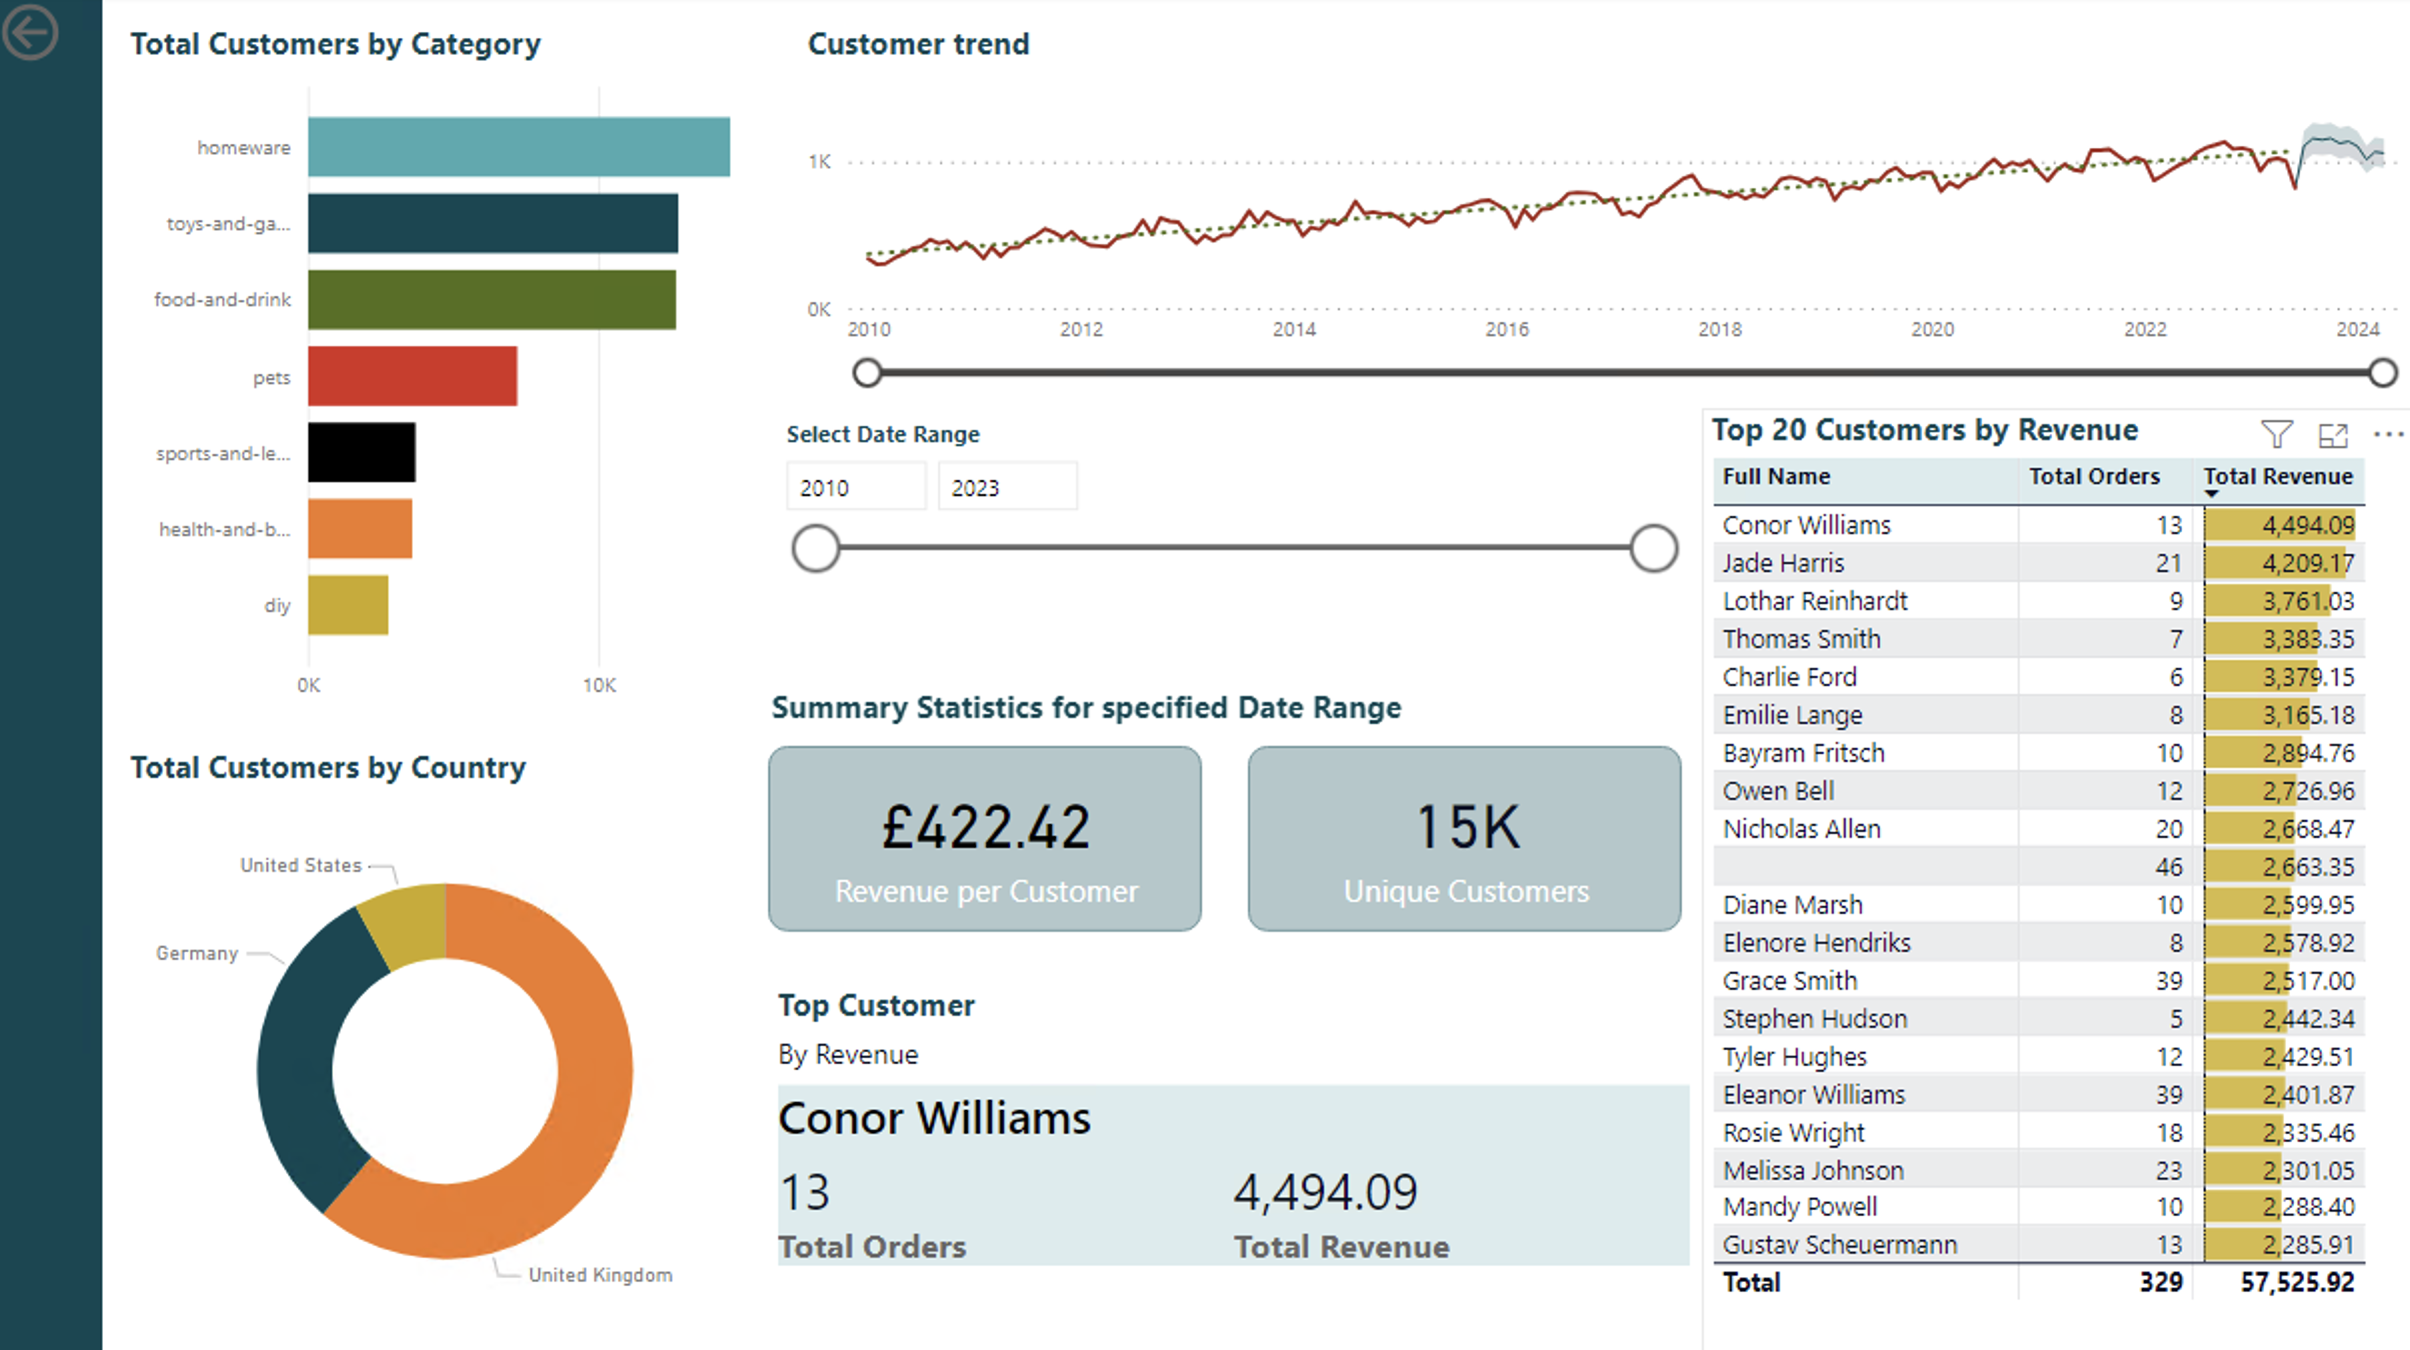 Total Customers by Category
homeware
toys-and-ga...
food-and-drink
pets
sports-and-le...
health-and-b...
diy
0K 10K
Total Customers by Country
United States
Germany
United Kingdom
Customer trend
1K
0K
2010 2012 2014 2016 2018 2020 2022 2024
Select Date Range
2010 2023
Summary Statistics for specified Date Range
£422.42
Revenue per Customer
15K
Unique Customers
Top Customer
By Revenue
Conor Williams
13 4,494.09
Total Orders Total Revenue
Top 20 Customers by Revenue
Full Name Total Orders Total Revenue
Conor Williams 13 4,494.09
Jade Harris 21 4,209.17
Lothar Reinhardt 9 3,761.03
Thomas Smith 7 3,383.35
Charlie Ford 6 3,379.15
Emilie Lange 8 3,165.18
Bayram Fritsch 10 2,894.76
Owen Bell 12 2,726.96
Nicholas Allen 20 2,668.47
46 2,663.35
Diane Marsh 10 2,599.95
Elenore Hendriks 8 2,578.92
Grace Smith 39 2,517.00
Stephen Hudson 5 2,442.34
Tyler Hughes 12 2,429.51
Eleanor Williams 39 2,401.87
Rosie Wright 18 2,335.46
Melissa Johnson 23 2,301.05
Mandy Powell 10 2,288.40
Gustav Scheuermann 13 2,285.91
Total 329 57,525.92